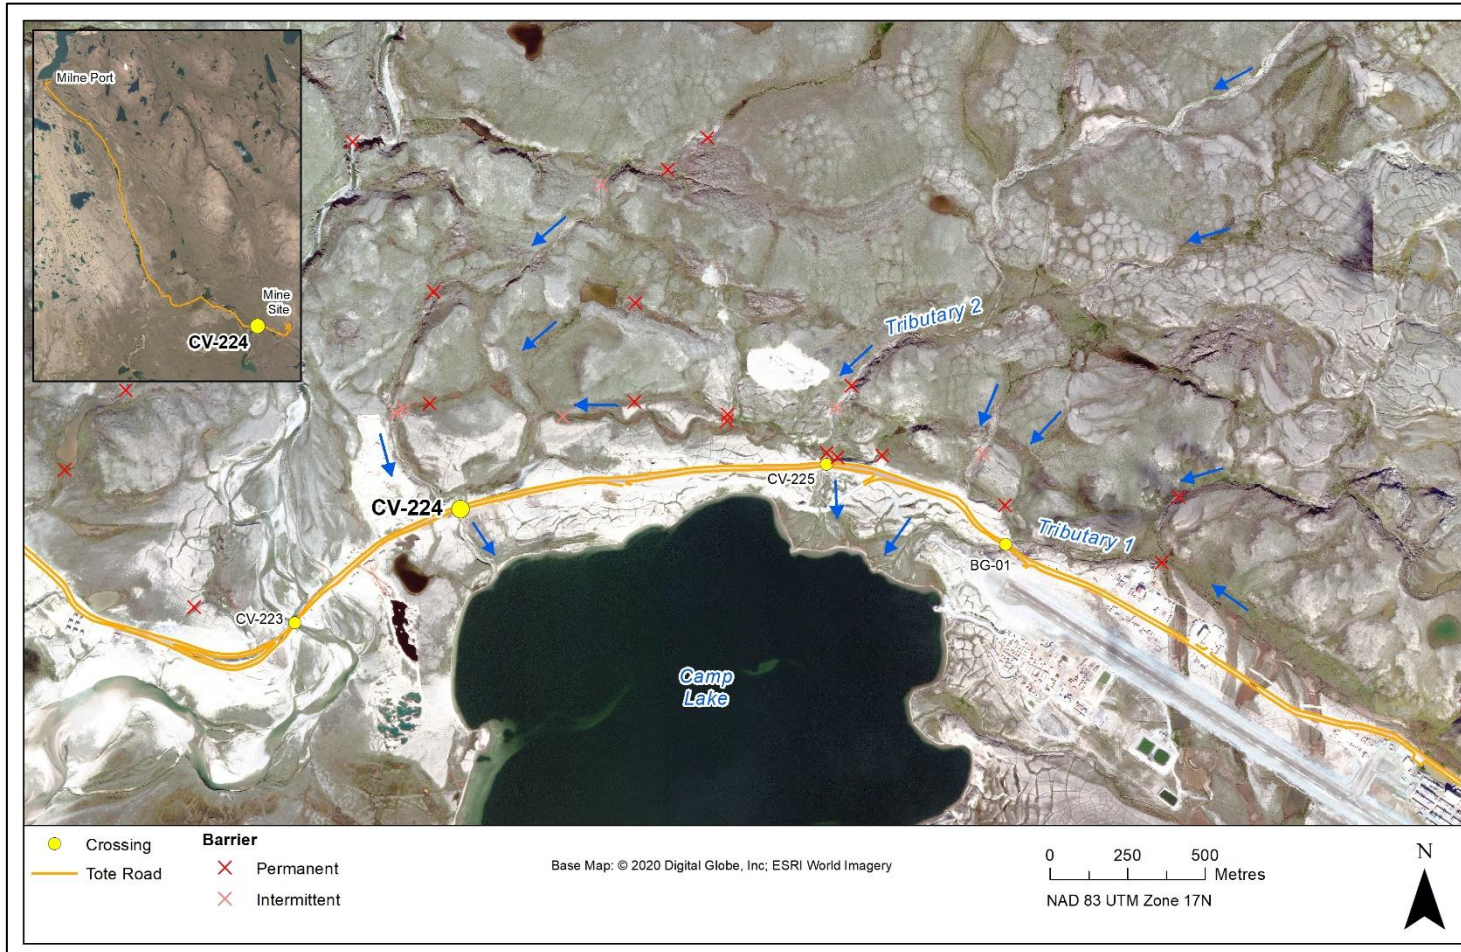 Milne Port
Mine
Site
CV-224
Tributary 2
CV-224
CV-225
Tributary 1
BG-01
CV-223
Camp
Lake
Crossing
Tote Road
Barrier
Permanent
Intermittent
Base Map: © 2020 Digital Globe, Inc; ESRI World Imagery
0 250 500
Metres
NAD 83 UTM Zone 17N
N